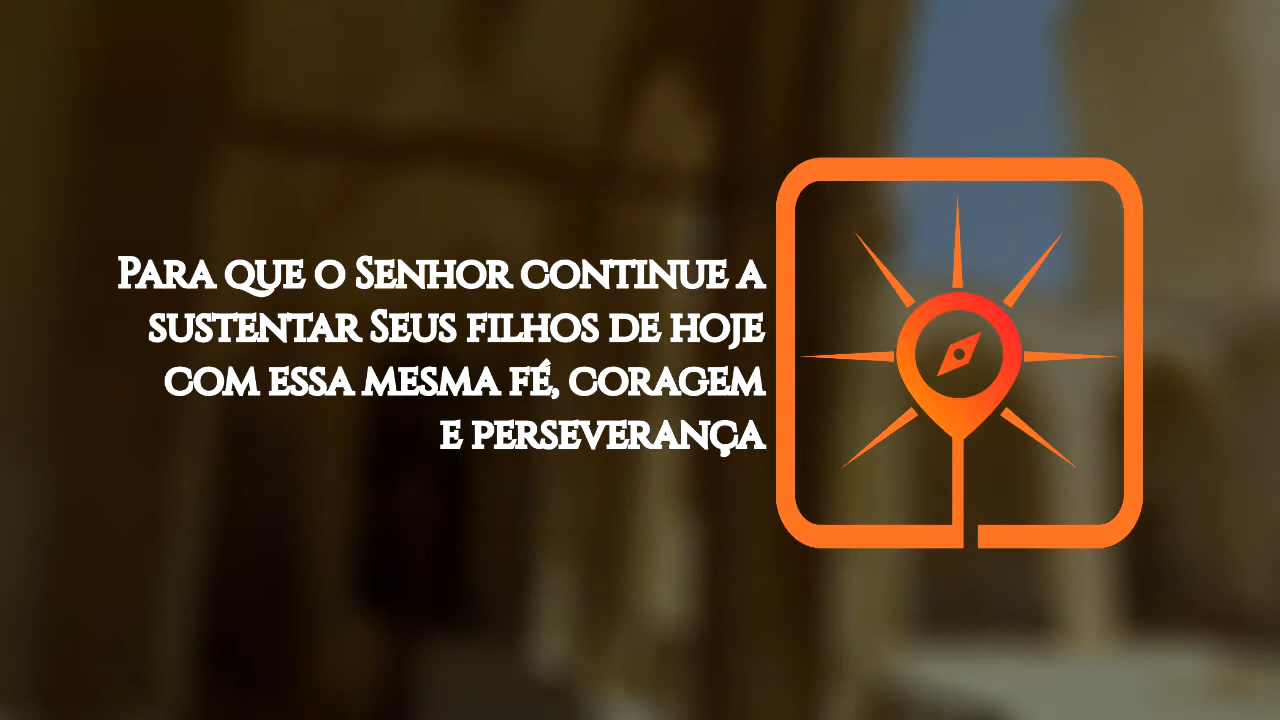 Para que o Senhor continue a
sustentar Seus filhos de hoje
com essa mesma fé, coragem
e perseverança